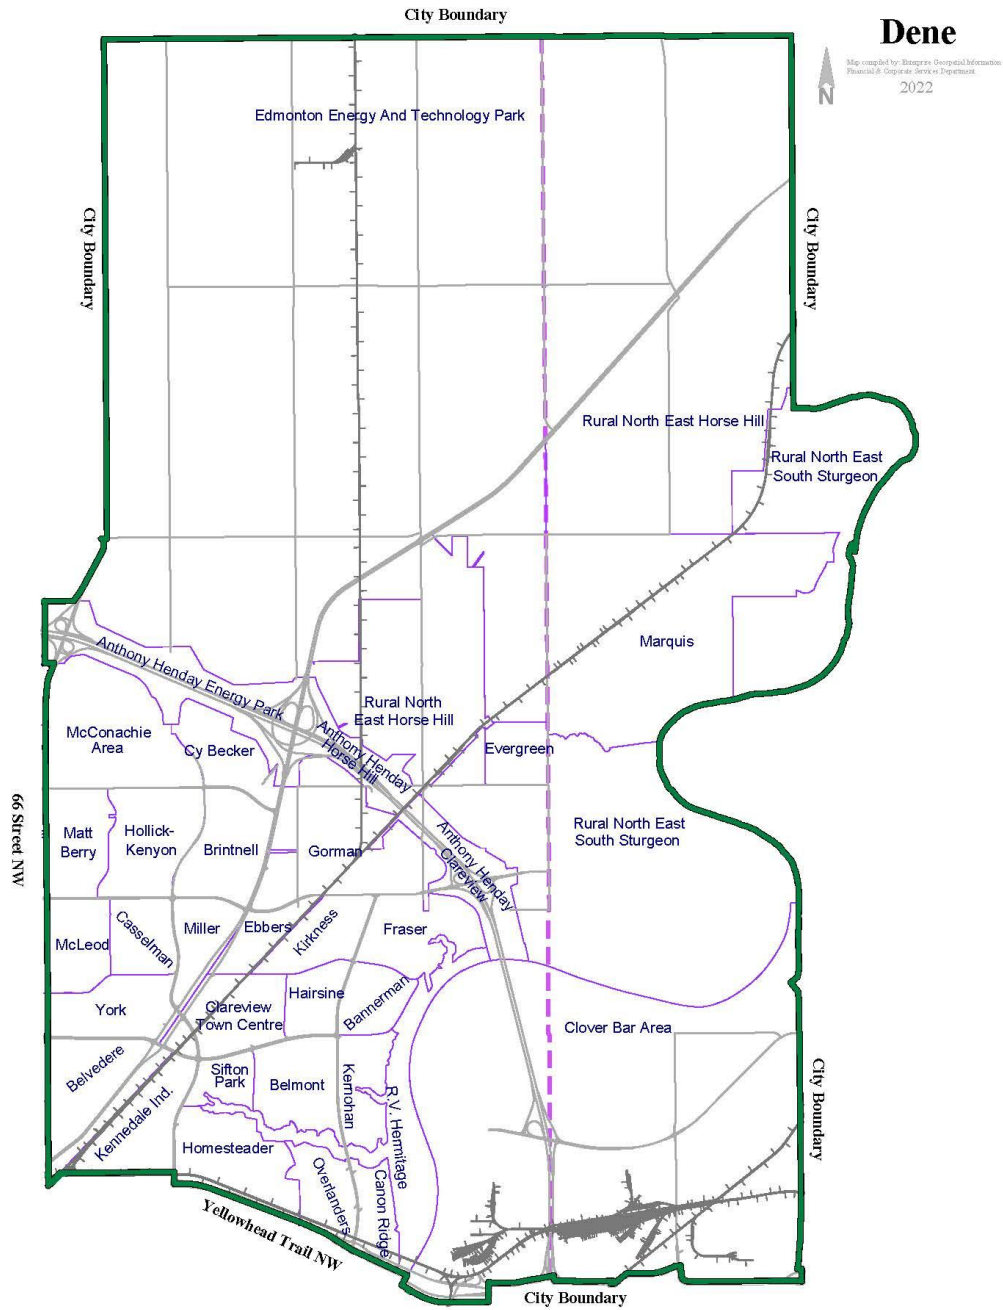 City Boundary
Dene
Map compiled by: Enterprise Geospatial Information
Financial & Corporate Services Department
2022
N
Edmonton Energy And Technology Park
City Boundary
City Boundary
Rural North East Horse Hill
Rural North East
South Sturgeon
Marquis
Anthony Henday Energy Park
Rural North
East Horse Hill
McConachie
Area
Cy Becker
Anthony Henday
Horse Hill
Evergreen
66 Street NW
Matt
Berry
Hollick-
Kenyon
Brintnell
Gorman
Rural North East
South Sturgeon
Anthony Henday
Clareview
McLeod
Casselman
Miller
Ebbers
Kirkness
Fraser
York
Clareview
Town Centre
Hairsine
Bannerman
Clover Bar Area
Belvedere
Kennedale Ind.
Sifton
Park
Belmont
Kernohan
R.V. Hermitage
City Boundary
Homesteader
Overlanders
Canon Ridge
Yellowhead Trail NW
City Boundary